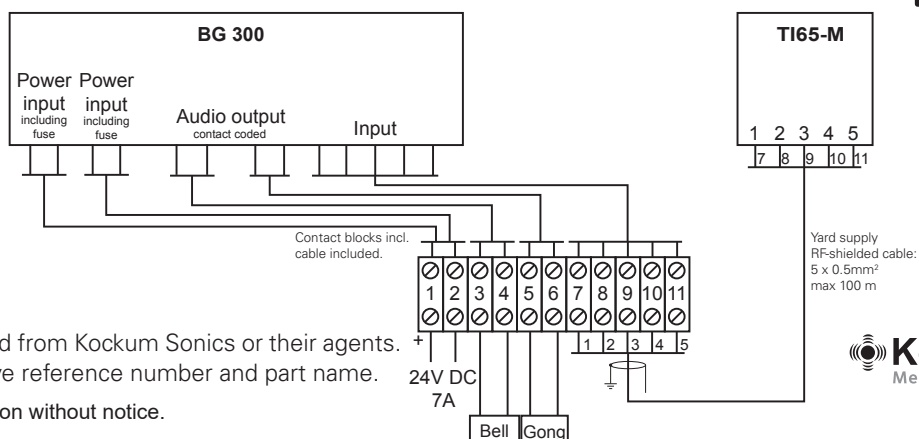 BG 300
TI65-M
Power Power
input input
including including
fuse fuse
Audio output
contact coded
Input
1 2 3 4 5
7 8 9 10 11
Contact blocks incl.
cable included.
Yard supply
RF-shielded cable:
5 x 0.5mm²
max 100 m
1 2 3 4 5 6 7 8 9 10 11
+
1 2 3 4 5
24V DC
7A
Bell Gong
d from Kockum Sonics or their agents.
e reference number and part name.
on without notice.
K
Me